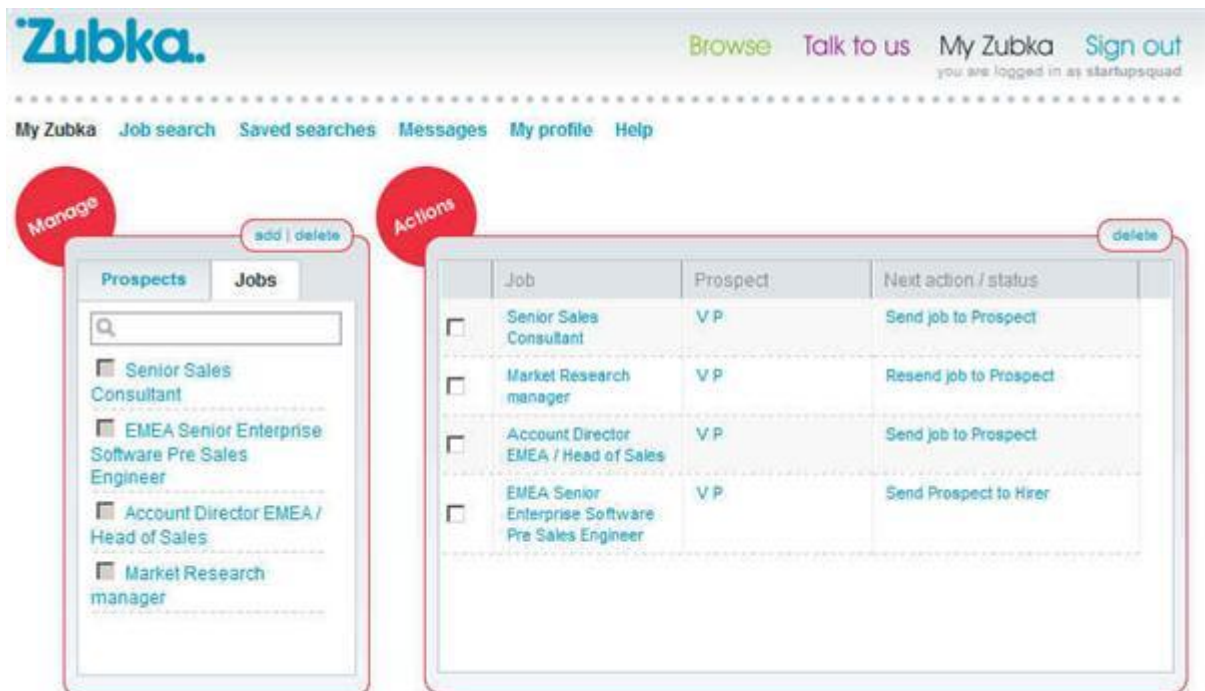 Zubka.
Browse Talk to us My Zubka Sign out
you are logged in as startupsquad
My Zubka Job search Saved searches Messages My profile Help
Manage
add | delete
Prospects Jobs
Senior Sales
Consultant
EMEA Senior Enterprise
Software Pre Sales
Engineer
Account Director EMEA /
Head of Sales
Market Research
manager
Actions
delete
Job Prospect Next action / status
Senior Sales
Consultant
V P
Send job to Prospect
Market Research
manager
V P
Resend job to Prospect
Account Director
EMEA / Head of Sales
V P
Send job to Prospect
EMEA Senior
Enterprise Software
Pre Sales Engineer
V P
Send Prospect to Hirer